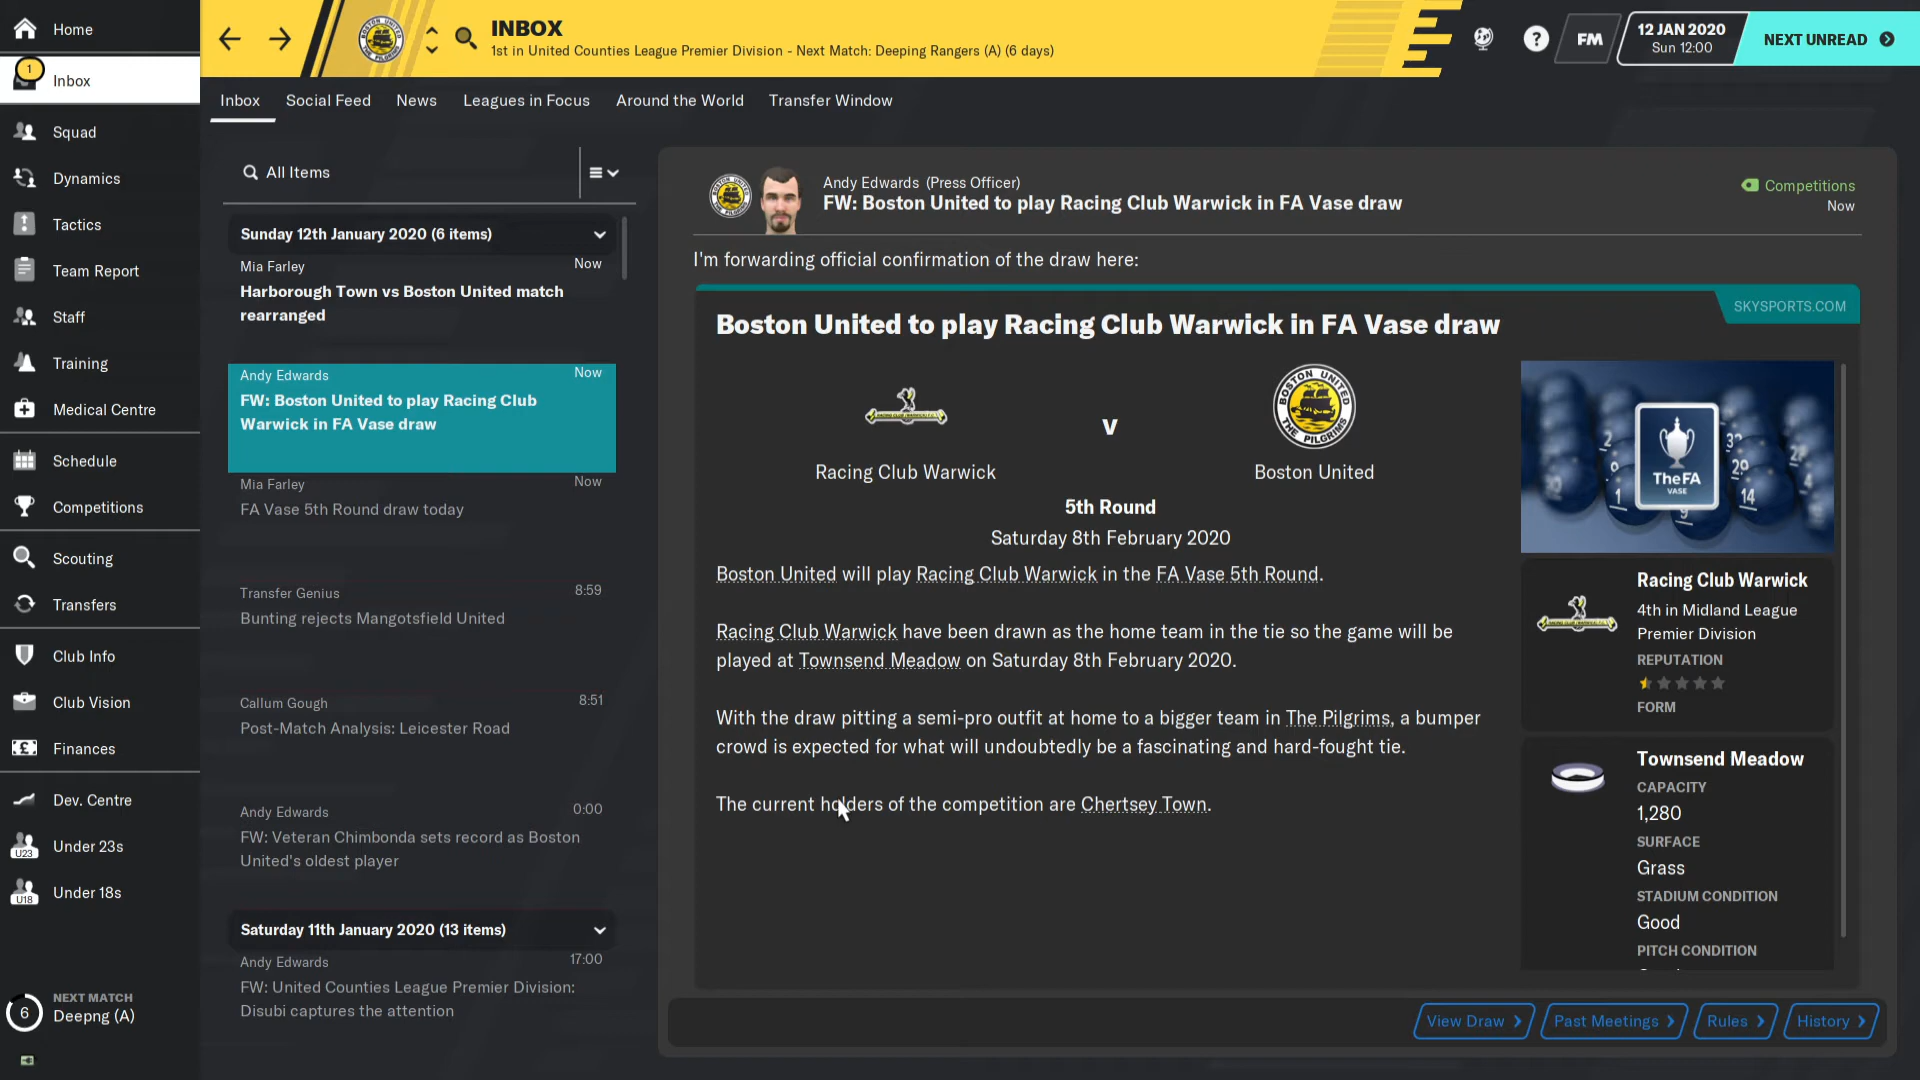 Home
1
Inbox
Squad
Dynamics
Tactics
Team Report
Staff
Training
Medical Centre
Schedule
Competitions
Scouting
Transfers
Club Info
Club Vision
Finances
Dev. Centre
U23
Under 23s
U18
Under 18s
6
NEXT MATCH
Deepng (A)
BOSTON UNITED
THE PILGRIMS
INBOX
1st in United Counties League Premier Division - Next Match: Deeping Rangers (A) (6 days)
?
FM
12 JAN 2020
Sun 12:00
NEXT UNREAD
Inbox
Social Feed
News
Leagues in Focus
Around the World
Transfer Window
All Items
Sunday 12th January 2020 (6 items)
Mia Farley
Now
Harborough Town vs Boston United match
rearranged
Andy Edwards
Now
FW: Boston United to play Racing Club
Warwick in FA Vase draw
Mia Farley
Now
FA Vase 5th Round draw today
Transfer Genius
8:59
Bunting rejects Mangotsfield United
Callum Gough
8:51
Post-Match Analysis: Leicester Road
Andy Edwards
0:00
FW: Veteran Chimbonda sets record as Boston
United's oldest player
Saturday 11th January 2020 (13 items)
Andy Edwards
17:00
FW: United Counties League Premier Division:
Disubi captures the attention
Andy Edwards (Press Officer)
FW: Boston United to play Racing Club Warwick in FA Vase draw
Competitions
Now
I'm forwarding official confirmation of the draw here:
SKYSPORTS.COM
Boston United to play Racing Club Warwick in FA Vase draw
v
BOSTON UNITED
THE PILGRIMS
Racing Club Warwick
Boston United
5th Round
Saturday 8th February 2020
Boston United will play Racing Club Warwick in the FA Vase 5th Round.
Racing Club Warwick have been drawn as the home team in the tie so the game will be
played at Townsend Meadow on Saturday 8th February 2020.
With the draw pitting a semi-pro outfit at home to a bigger team in The Pilgrims, a bumper
crowd is expected for what will undoubtedly be a fascinating and hard-fought tie.
The current holders of the competition are Chertsey Town.
The FA
VASE
29
14
Racing Club Warwick
4th in Midland League
Premier Division
REPUTATION
FORM
Townsend Meadow
CAPACITY
1,280
SURFACE
Grass
STADIUM CONDITION
Good
PITCH CONDITION
View Draw
Past Meetings
Rules
History